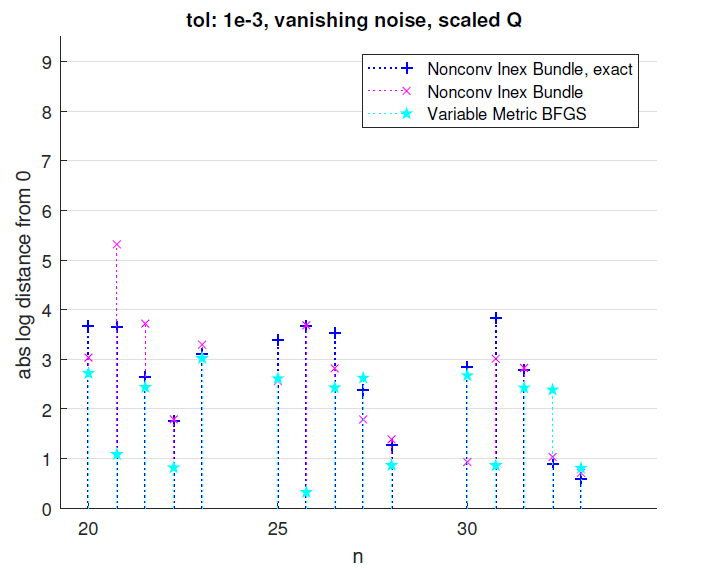 tol: 1e-3, vanishing noise, scaled Q
Nonconv Inex Bundle, exact
Nonconv Inex Bundle
Variable Metric BFGS
abs log distance from 0
9
8
7
6
5
4
3
2
1
0
20 25 30
n